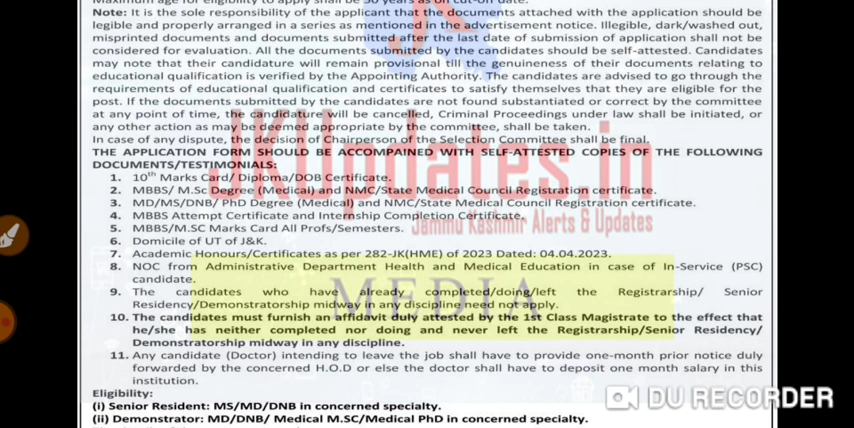 Maximum age for eligibility to apply shall be 50 years as on cut-off date.
Note: It is the sole responsibility of the applicant that the documents attached with the application should be
legible and properly arranged in a series as mentioned in the advertisement notice. Illegible, dark/washed out,
misprinted documents and documents submitted after the last date of submission of application shall not be
considered for evaluation. All the documents submitted by the candidates should be self-attested. Candidates
may note that their candidature will remain provisional till the genuineness of their documents relating to
educational qualification is verified by the Appointing Authority. The candidates are advised to go through the
requirements of educational qualification and certificates to satisfy themselves that they are eligible for the
post. If the documents submitted by the candidates are not found substantiated or correct by the committee
at any point of time, the candidature will be cancelled, Criminal Proceedings under law shall be initiated, or
any other action as may be deemed appropriate by the committee, shall be taken.
In case of any dispute, the decision of Chairperson of the Selection Committee shall be final.
THE APPLICATION FORM SHOULD BE ACCOMPAINED WITH SELF-ATTESTED COPIES OF THE FOLLOWING
DOCUMENTS/TESTIMONIALS:
1. 10th Marks Card/ Diploma/DOB Certificate.
2. MBBS/ M.Sc Degree (Medical) and NMC/State Medical Council Registration certificate.
3. MD/MS/DNB/ PhD Degree (Medical) and NMC/State Medical Council Registration certificate.
4. MBBS Attempt Certificate and Internship Completion Certificate.
5. MBBS/M.SC Marks Card All Profs/Semesters.
6. Domicile of UT of J&K.
7. Academic Honours/Certificates as per 282-JK(HME) of 2023 Dated: 04.04.2023.
8. NOC from Administrative Department Health and Medical Education in case of In-Service (PSC)
candidate.
9. The candidates who have already completed/doing/left the Registrarship/ Senior
Residency/Demonstratorship midway in any discipline need not apply.
10. The candidates must furnish an affidavit duly attested by the 1st Class Magistrate to the effect that
he/she has neither completed nor doing and never left the Registrarship/Senior Residency/
Demonstratorship midway in any discipline.
11. Any candidate (Doctor) intending to leave the job shall have to provide one-month prior notice duly
forwarded by the concerned H.O.D or else the doctor shall have to deposit one month salary in this
institution.
Eligibility:
(i) Senior Resident: MS/MD/DNB in concerned specialty.
(ii) Demonstrator: MD/DNB/ Medical M.SC/Medical PhD in concerned specialty.
JKUpdates.in
Jammu Kashmir Alerts & Updates
MEDIA
DU RECORDER